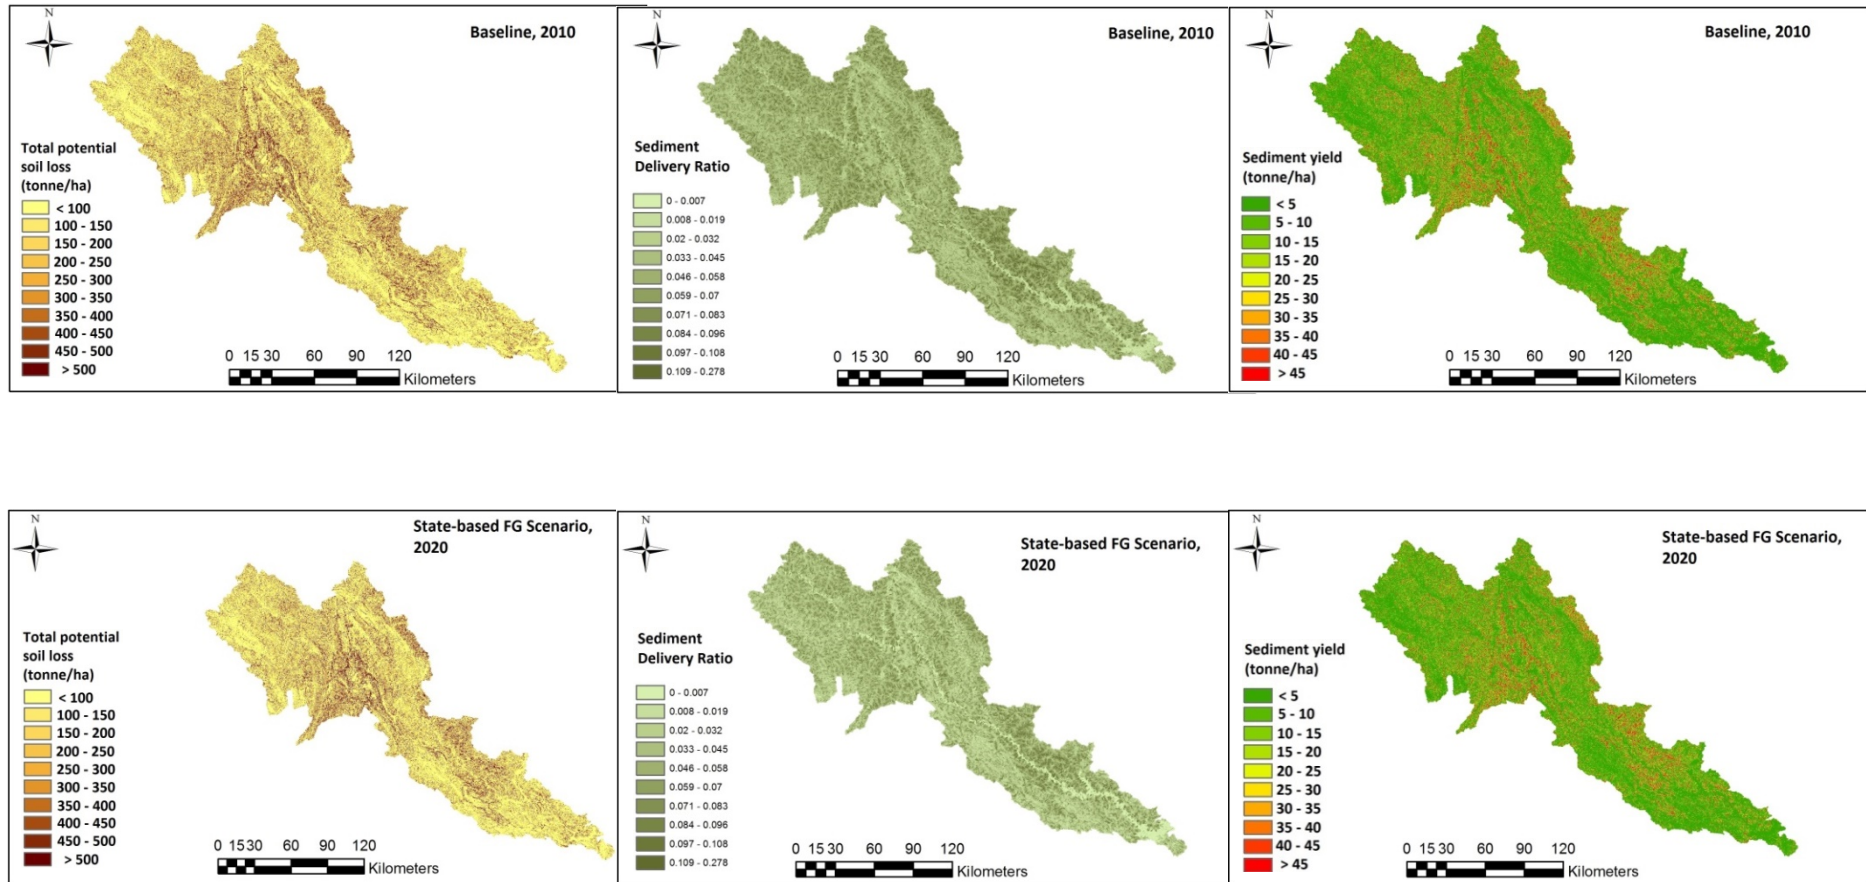 N
Baseline, 2010
Total potential
soil loss
(tonne/ha)
< 100
100 - 150
150 - 200
200 - 250
250 - 300
300 - 350
350 - 400
400 - 450
450 - 500
> 500
0 15 30 60 90 120
Kilometers
N
Baseline, 2010
Sediment
Delivery Ratio
0 - 0.007
0.008 - 0.019
0.02 - 0.032
0.033 - 0.045
0.046 - 0.058
0.059 - 0.07
0.071 - 0.083
0.084 - 0.096
0.097 - 0.108
0.109 - 0.278
0 15 30 60 90 120
Kilometers
N
Baseline, 2010
Sediment yield
(tonne/ha)
< 5
5 - 10
10 - 15
15 - 20
20 - 25
25 - 30
30 - 35
35 - 40
40 - 45
> 45
0 15 30 60 90 120
Kilometers
N
State-based FG Scenario,
2020
Total potential
soil loss
(tonne/ha)
< 100
100 - 150
150 - 200
200 - 250
250 - 300
300 - 350
350 - 400
400 - 450
450 - 500
> 500
0 15 30 60 90 120
Kilometers
N
State-based FG Scenario,
2020
Sediment
Delivery Ratio
0 - 0.007
0.008 - 0.019
0.02 - 0.032
0.033 - 0.045
0.046 - 0.058
0.059 - 0.07
0.071 - 0.083
0.084 - 0.096
0.097 - 0.108
0.109 - 0.278
0 15 30 60 90 120
Kilometers
N
State-based FG Scenario,
2020
Sediment yield
(tonne/ha)
< 5
5 - 10
10 - 15
15 - 20
20 - 25
25 - 30
30 - 35
35 - 40
40 - 45
> 45
0 15 30 60 90 120
Kilometers